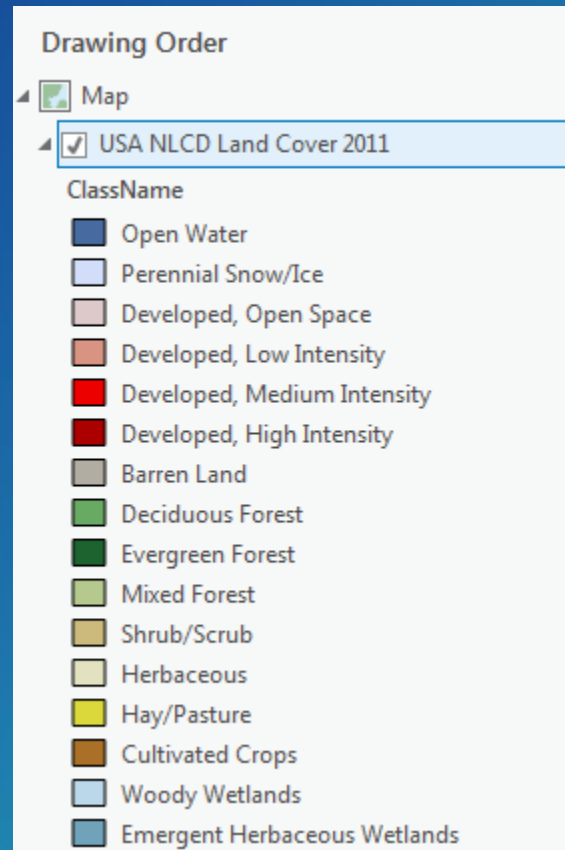 Drawing Order
Map
USA NLCD Land Cover 2011
ClassName
Open Water
Perennial Snow/Ice
Developed, Open Space
Developed, Low Intensity
Developed, Medium Intensity
Developed, High Intensity
Barren Land
Deciduous Forest
Evergreen Forest
Mixed Forest
Shrub/Scrub
Herbaceous
Hay/Pasture
Cultivated Crops
Woody Wetlands
Emergent Herbaceous Wetlands